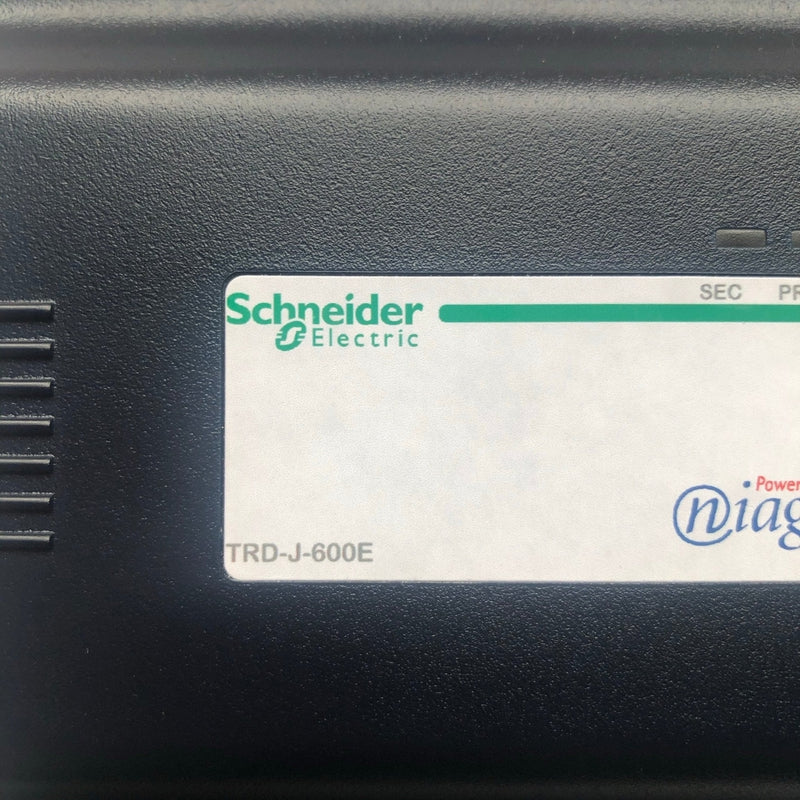 SEC
Schneider
Electric
TRD-J-600E